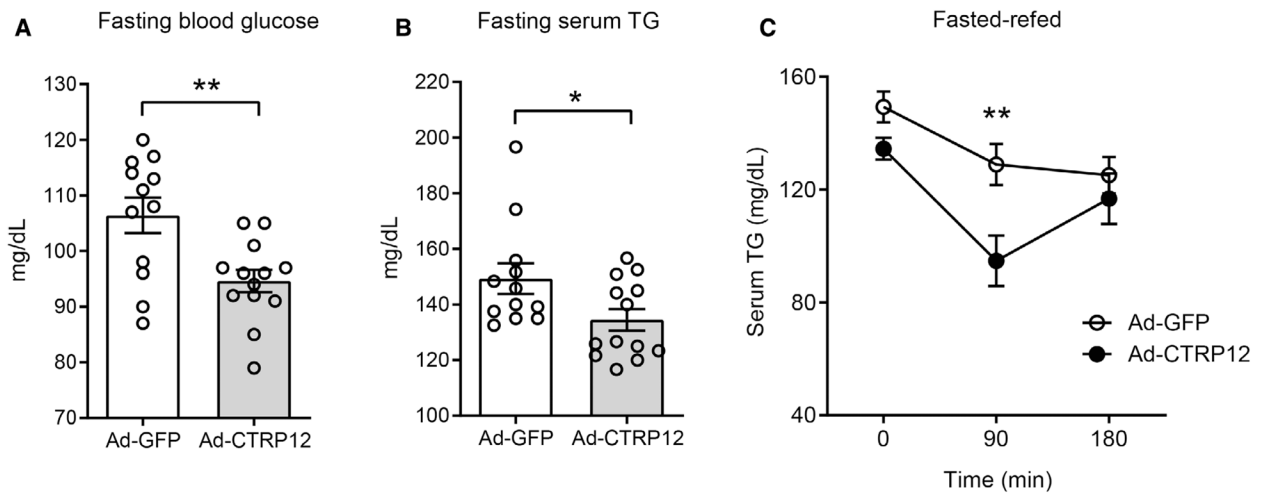 A
Fasting blood glucose
mg/dL
130
120
110
100
90
80
70
**
Ad-GFP
Ad-CTRP12
B
Fasting serum TG
mg/dL
220
200
180
160
140
120
100
*
Ad-GFP
Ad-CTRP12
C
Fasted-refed
Serum TG (mg/dL)
160
120
80
40
**
Ad-GFP
Ad-CTRP12
0
90
180
Time (min)